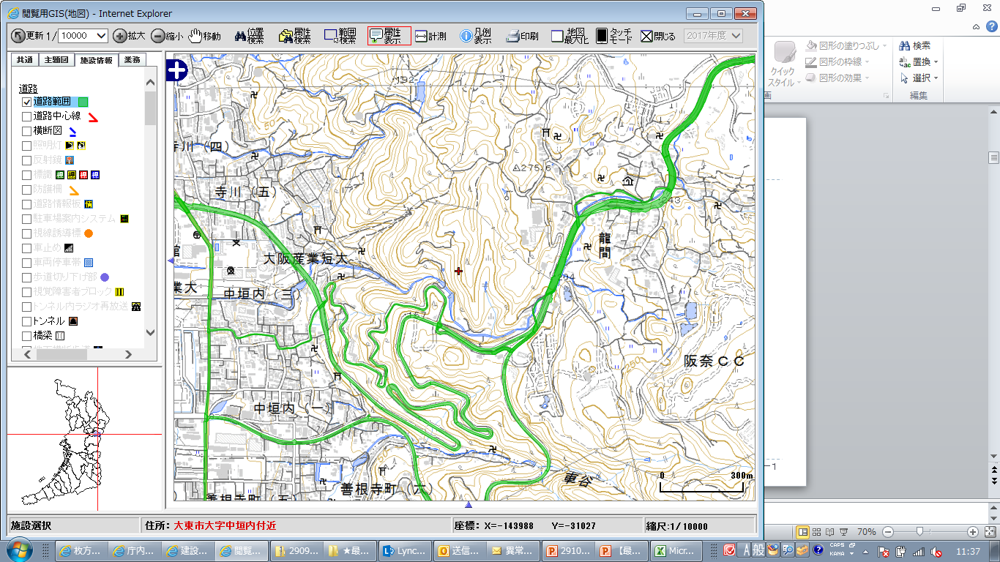 閲覧用GIS(地図) - Internet Explorer
更新 1/ 10000 拡大 縮小 移動 位置検索 属性検索 範囲検索 属性表示 計測 凡例表示 印刷 地図最大化 タッチモード 閉じる 2017年度
共通 主題図 施設情報 業務
道路
道路範囲
道路中心線
横断図
照明灯
反射鏡
標識
防護柵
道路情報板
駐車場案内システム
視線誘導標
車止め
車両停車帯
歩道切り下げ部
視覚障害者ブロック
トンネル内ラジオ再放送
トンネル
橋梁
地下横断歩道
192
50
寺川（四）
275.6
寺川（五）
243
龍間
大阪産業短大
204
業大
中垣内（三）
阪奈ＣＣ
250
中垣内（一）
車谷
善根寺町（六）
善根寺町（五）
0 300m
施設選択 住所: 大東市大字中垣内付近 座標: X=-143988 Y=-31027 縮尺:1/10000
クイックスタイル
図形の塗りつぶし
図形の枠線
図形の効果
検索
置換
選択
編集
画
-1
70%
枚方... 庁内... 建設... 閲覧... 2909... ★最... Lync... 送信... 異常... 2910... 【最... Micr...
A 般 CAPS KANA 11:37